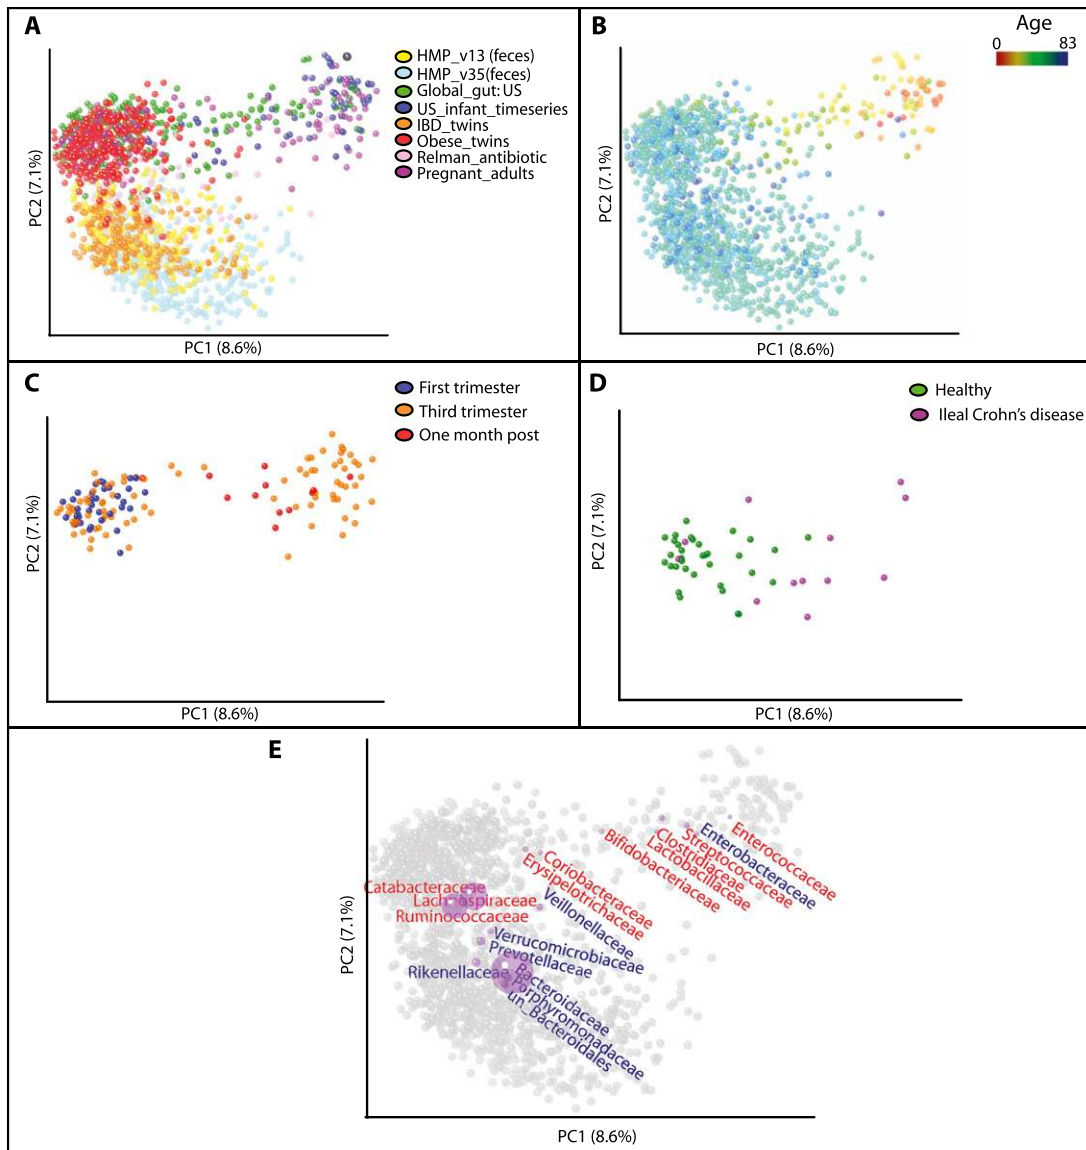 A
HMP_v13 (feces)
HMP_v35(feces)
Global_gut: US
US_infant_timeseries
IBD_twins
Obese_twins
Relman_antibiotic
Pregnant_adults
PC2 (7.1%)
PC1 (8.6%)
B
Age
0 83
PC2 (7.1%)
PC1 (8.6%)
C
First trimester
Third trimester
One month post
PC2 (7.1%)
PC1 (8.6%)
D
Healthy
Ileal Crohn's disease
PC2 (7.1%)
PC1 (8.6%)
E
Enterococcaceae
Enterobacteraceae
Streptococcaceae
Clostridiaceae
Lactobacillaceae
Bifidobacteriaceae
Coriobacteraceae
Erysipelotrichaceae
Catabacteraceae
Lachnospiraceae
Ruminococcaceae
Veillonellaceae
Verrucomicrobiaceae
Prevotellaceae
Rikenellaceae
Bacteroidaceae
Porphyromonadaceae
un_Bacteroidales
PC2 (7.1%)
PC1 (8.6%)